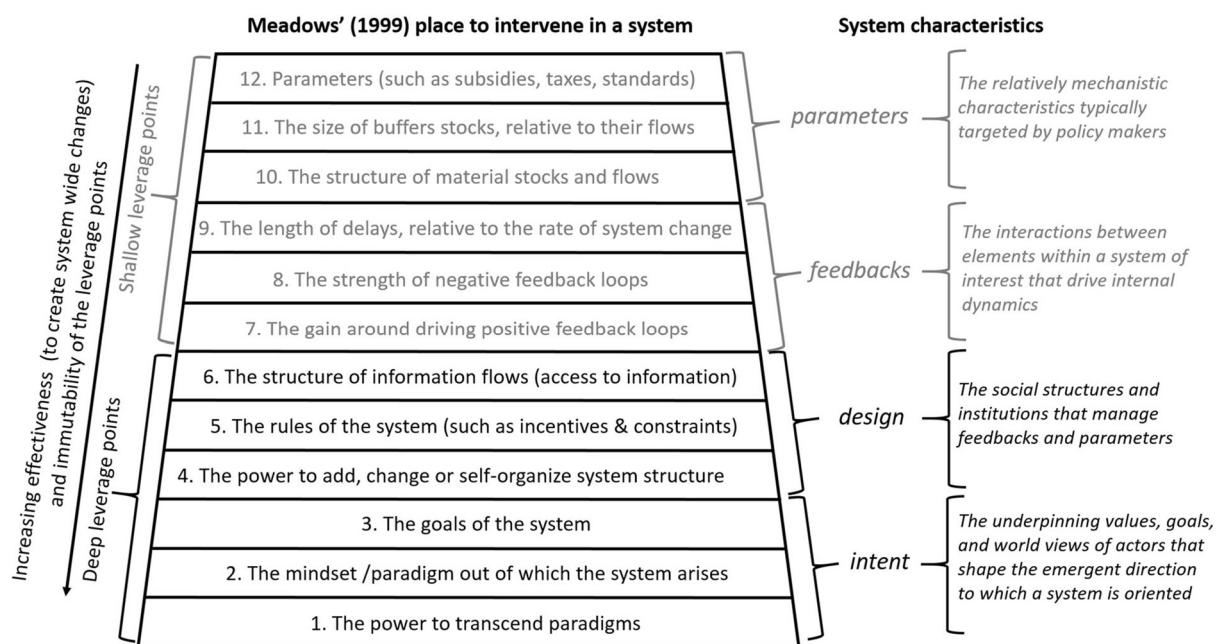 Meadows' (1999) place to intervene in a system
System characteristics
Increasing effectiveness (to create system wide changes)
and immutability of the leverage points
Shallow leverage points
Deep leverage points
12. Parameters (such as subsidies, taxes, standards)
11. The size of buffers stocks, relative to their flows
10. The structure of material stocks and flows
9. The length of delays, relative to the rate of system change
8. The strength of negative feedback loops
7. The gain around driving positive feedback loops
6. The structure of information flows (access to information)
5. The rules of the system (such as incentives & constraints)
4. The power to add, change or self-organize system structure
3. The goals of the system
2. The mindset /paradigm out of which the system arises
1. The power to transcend paradigms
parameters
The relatively mechanistic
characteristics typically
targeted by policy makers
feedbacks
The interactions between
elements within a system of
interest that drive internal
dynamics
design
The social structures and
institutions that manage
feedbacks and parameters
intent
The underpinning values, goals,
and world views of actors that
shape the emergent direction
to which a system is oriented